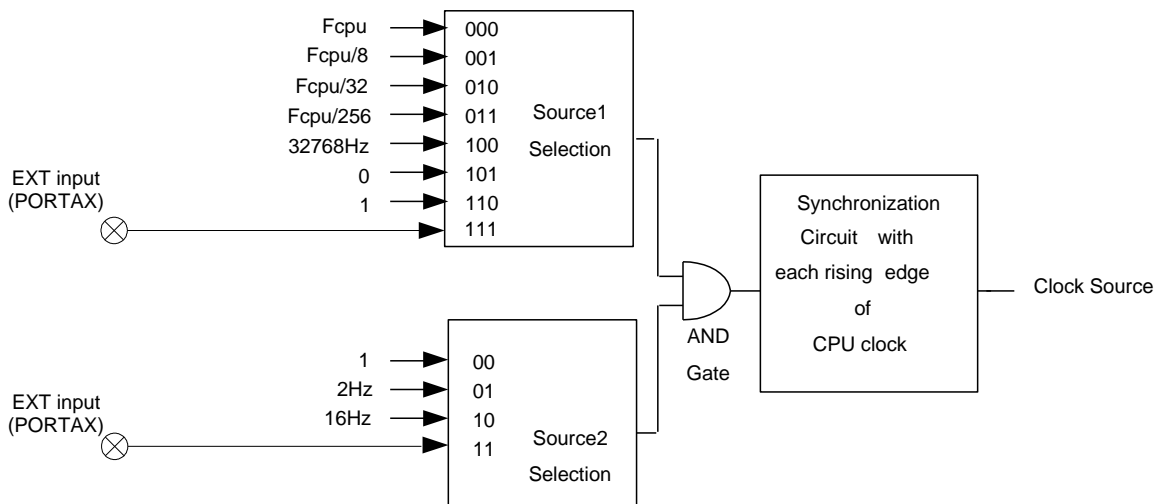 Fcpu
000
Fcpu/8
001
Fcpu/32
010
Fcpu/256
011
32768Hz
100
0
101
1
110
111
Source1
Selection
EXT input
(PORTAX)
1
00
2Hz
01
16Hz
10
11
Source2
Selection
EXT input
(PORTAX)
AND
Gate
Synchronization
Circuit with
each rising edge
of
CPU clock
Clock Source